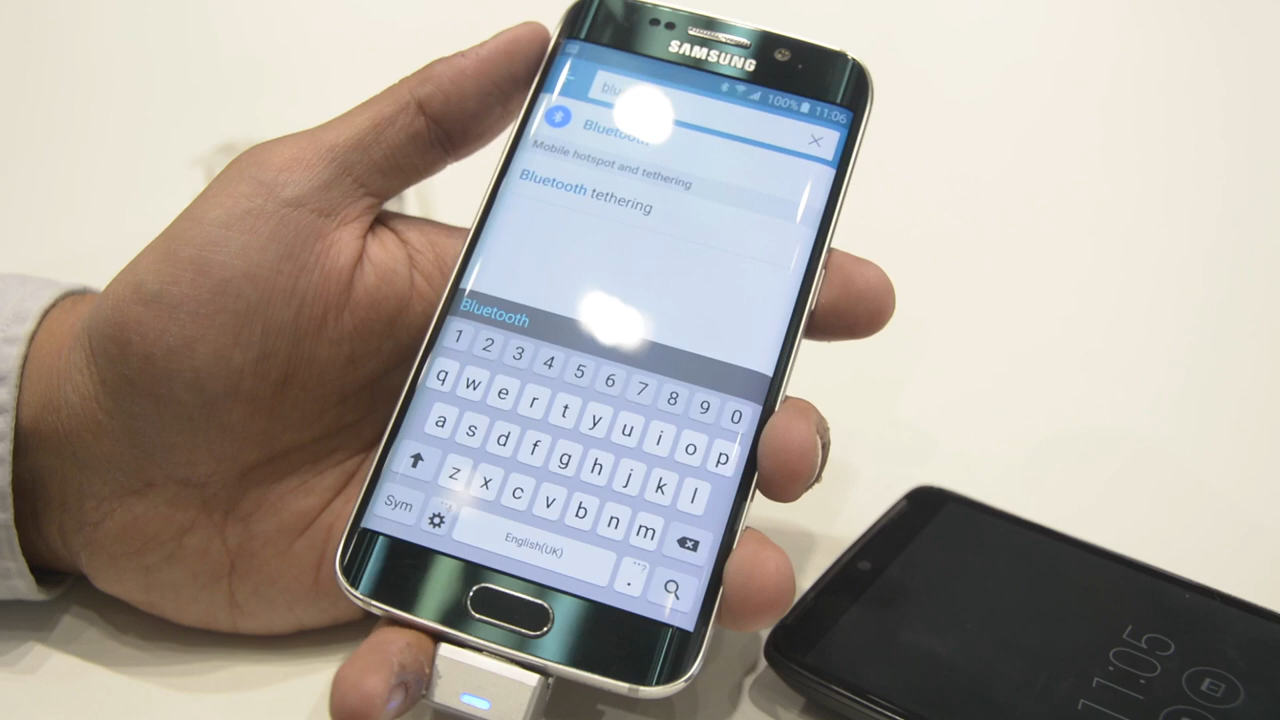 SAMSUNG
100% 11:06
blu
Bluetooth
Mobile hotspot and tethering
Bluetooth tethering
Bluetooth
1 2 3 4 5 6 7 8 9 0
q w e r t y u i o p
a s d f g h j k l
z x c v b n m
Sym English(UK) .
11:05